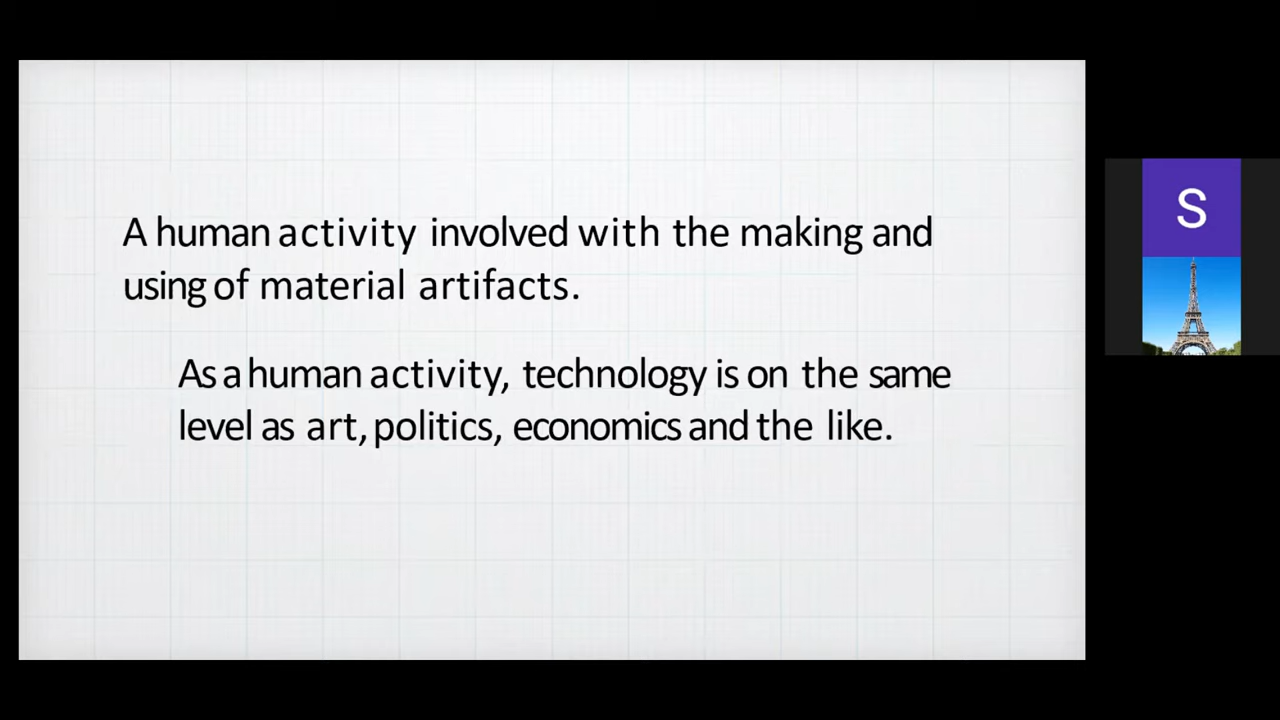 A human activity involved with the making and
using of material artifacts.
As a human activity, technology is on the same
level as art, politics, economics and the like.
S